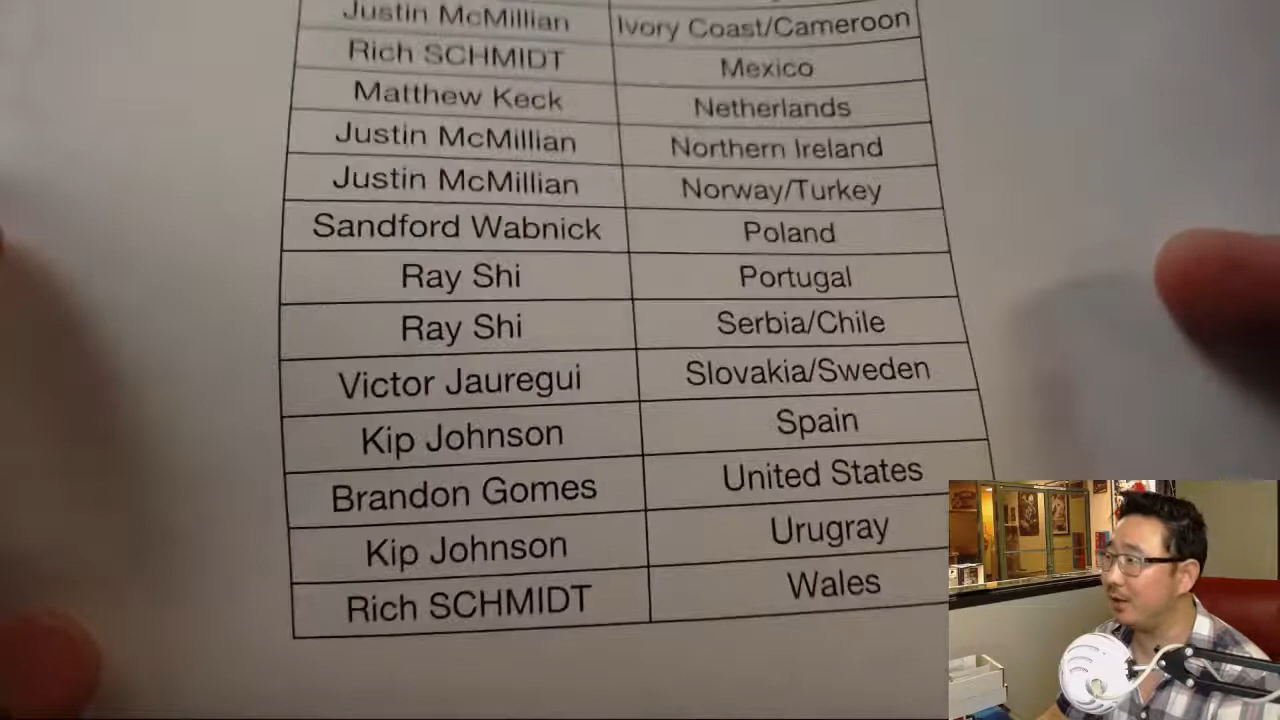 Justin McMillian Ivory Coast/Cameroon
Rich SCHMIDT Mexico
Matthew Keck Netherlands
Justin McMillian Northern Ireland
Justin McMillian Norway/Turkey
Sandford Wabnick Poland
Ray Shi Portugal
Ray Shi Serbia/Chile
Victor Jauregui Slovakia/Sweden
Kip Johnson Spain
Brandon Gomes United States
Kip Johnson Urugray
Rich SCHMIDT Wales